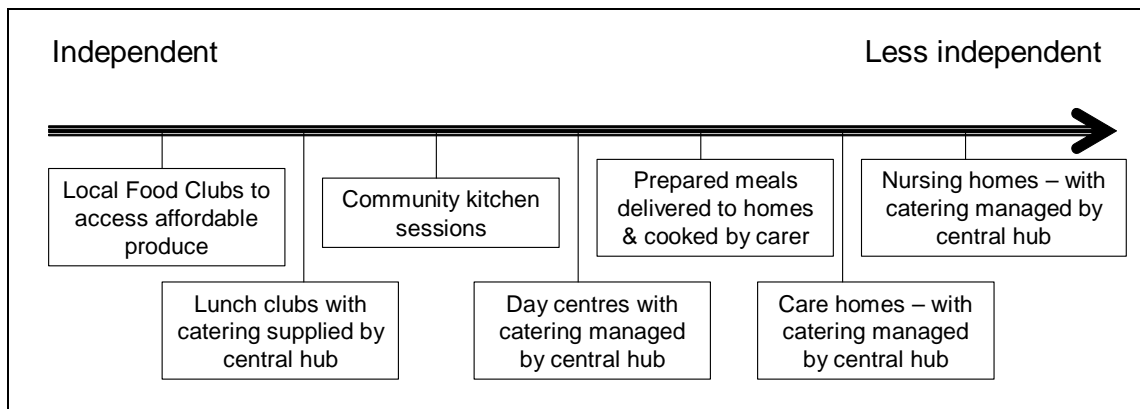 Independent
Less independent
Local Food Clubs to
access affordable
produce
Lunch clubs with
catering supplied by
central hub
Community kitchen
sessions
Day centres with
catering managed
by central hub
Prepared meals
delivered to homes
& cooked by carer
Care homes – with
catering managed
by central hub
Nursing homes – with
catering managed by
central hub